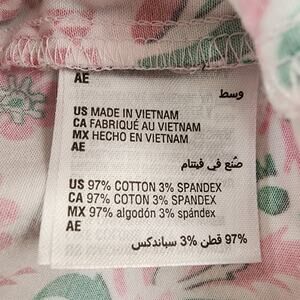 AE
وسط
US MADE IN VIETNAM
CA FABRIQUÉ AU VIETNAM
MX HECHO EN VIETNAM
AE
صُنع في فيتنام
US 97% COTTON 3% SPANDEX
CA 97% COTON 3% SPANDEX
MX 97% algodón 3% spándex
AE
97% قطن 3% سباندكس